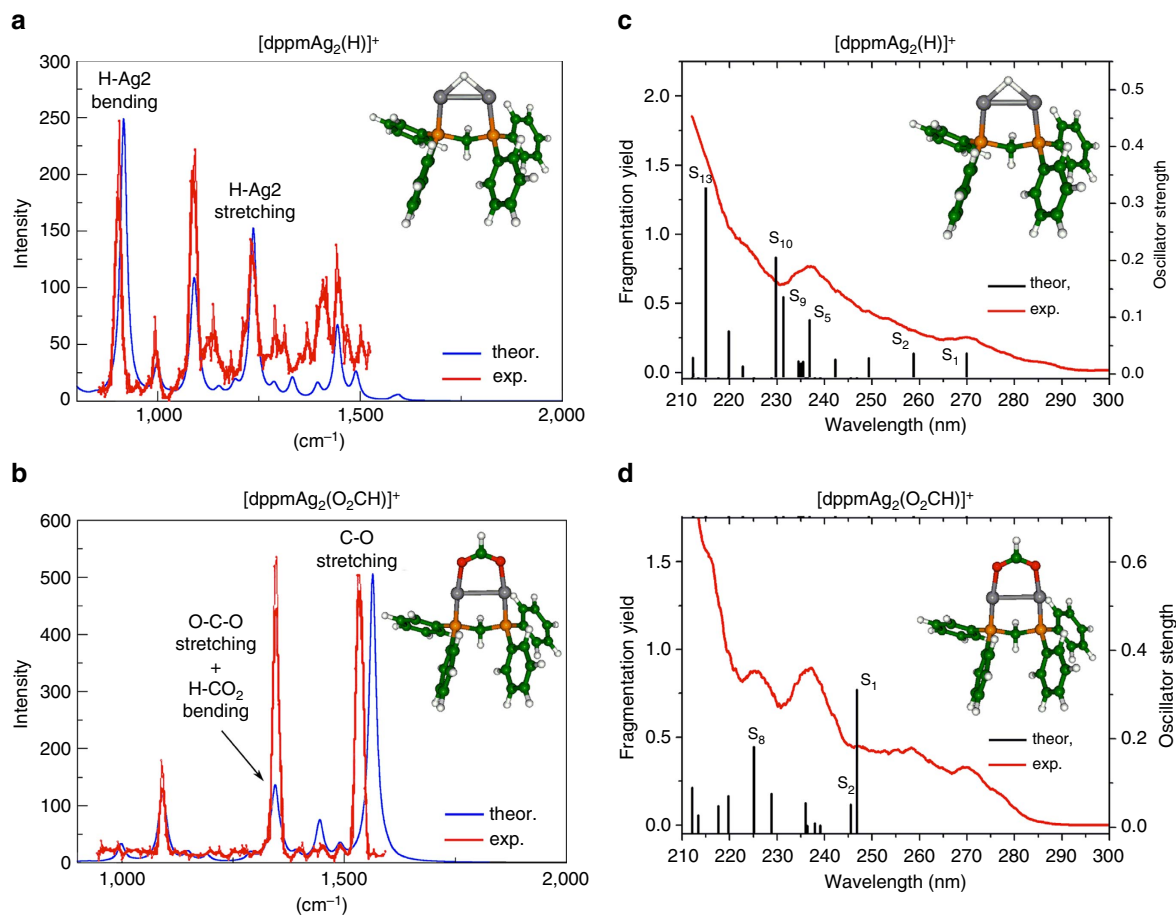 a
[dppmAg₂(H)]⁺
300
250
200
150
100
50
0
Intensity
H-Ag2
bending
H-Ag2
stretching
theor.
exp.
1,000
1,500
2,000
(cm⁻¹)
b
[dppmAg₂(O₂CH)]⁺
600
500
400
300
200
100
0
Intensity
C-O
stretching
O-C-O
stretching
+
H-CO₂
bending
theor.
exp.
1,000
1,500
2,000
(cm⁻¹)
c
[dppmAg₂(H)]⁺
2.0
1.5
1.0
0.5
0.0
Fragmentation yield
S₁₃
S₁₀
S₉
S₅
S₂
S₁
theor,
exp.
0.5
0.4
0.3
0.2
0.1
0.0
Oscillator strength
210 220 230 240 250 260 270 280 290 300
Wavelength (nm)
d
[dppmAg₂(O₂CH)]⁺
1.5
1.0
0.5
0.0
Fragmentation yield
S₁
S₈
S₂
theor,
exp.
0.6
0.4
0.2
0.0
Oscillator stength
210 220 230 240 250 260 270 280 290 300
Wavelength (nm)